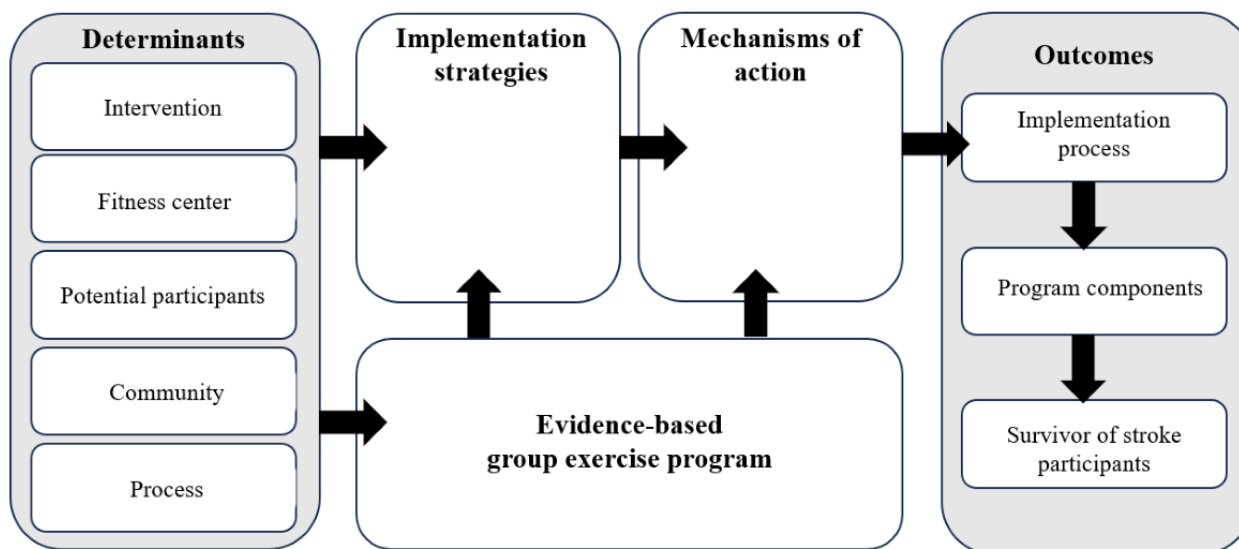 Determinants
Intervention
Fitness center
Potential participants
Community
Process
Implementation
strategies
Mechanisms of
action
Evidence-based
group exercise program
Outcomes
Implementation
process
Program components
Survivor of stroke
participants